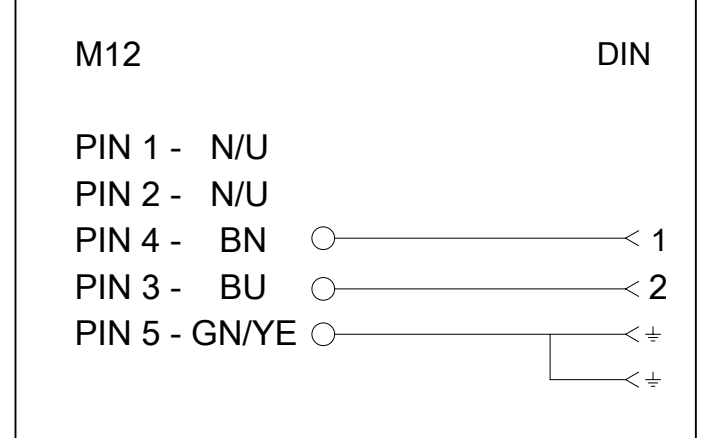 M12 DIN
PIN 1 - N/U
PIN 2 - N/U
PIN 4 - BN 1
PIN 3 - BU 2
PIN 5 - GN/YE